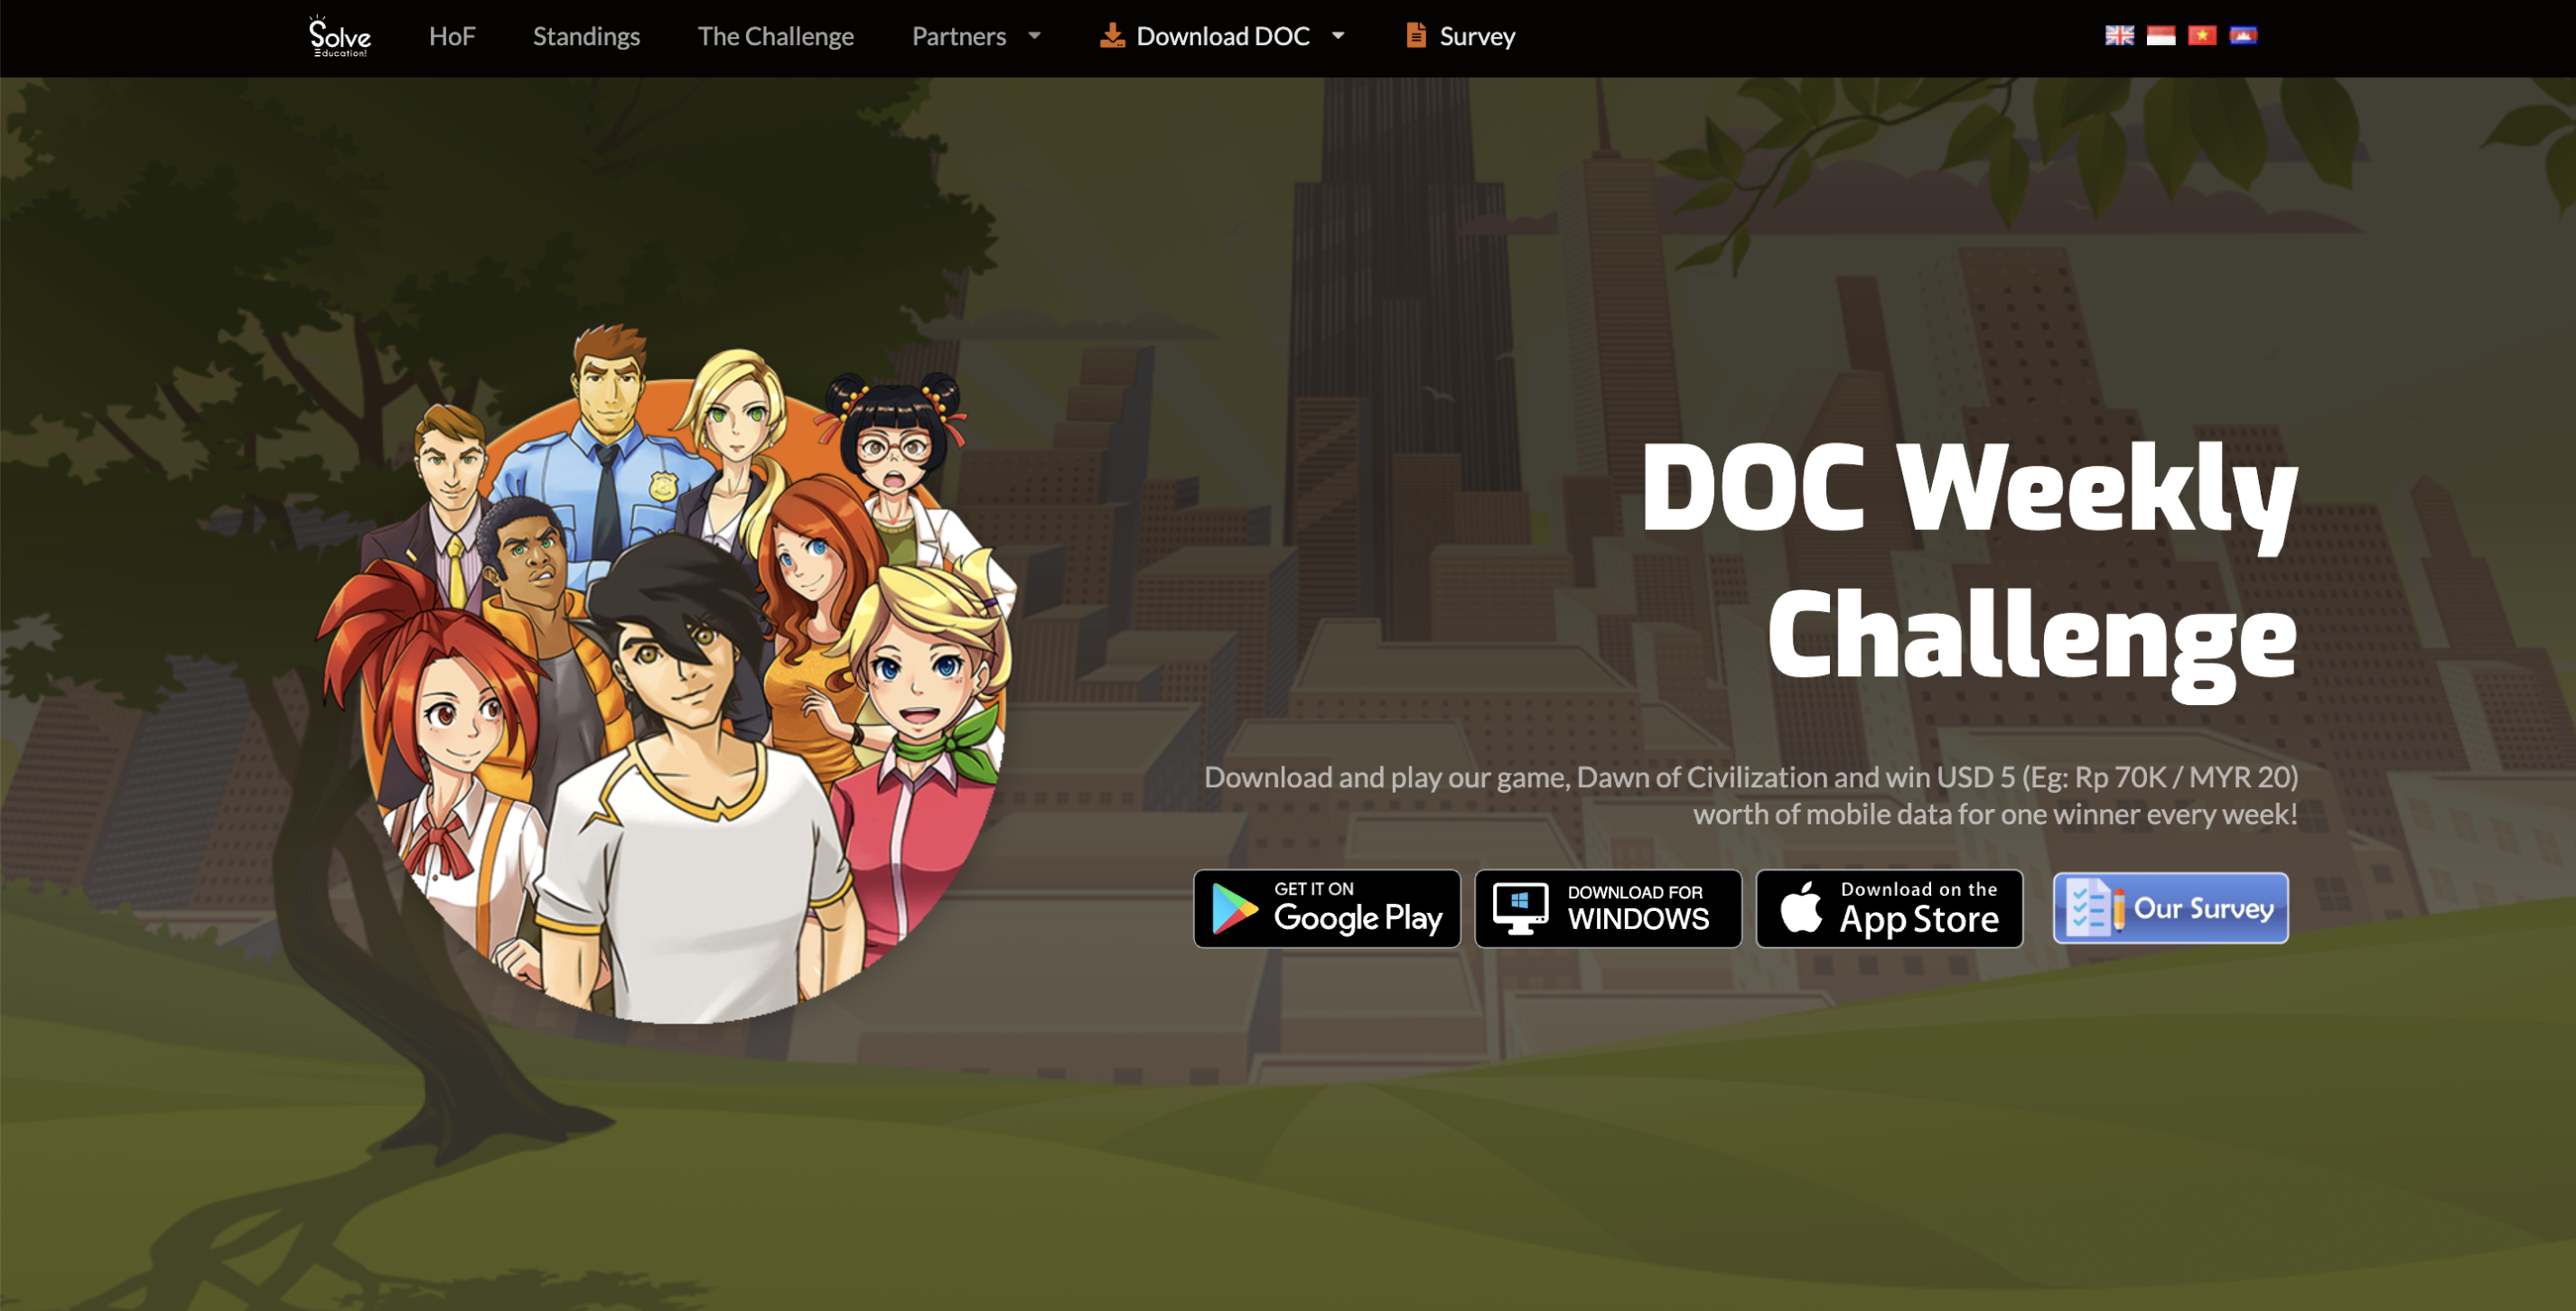 Solve
Education!
HoF
Standings
The Challenge
Partners
Download DOC
Survey
DOC Weekly
Challenge
Download and play our game, Dawn of Civilization and win USD 5 (Eg: Rp 70K / MYR 20)
worth of mobile data for one winner every week!
GET IT ON
Google Play
DOWNLOAD FOR
WINDOWS
Download on the
App Store
Our Survey